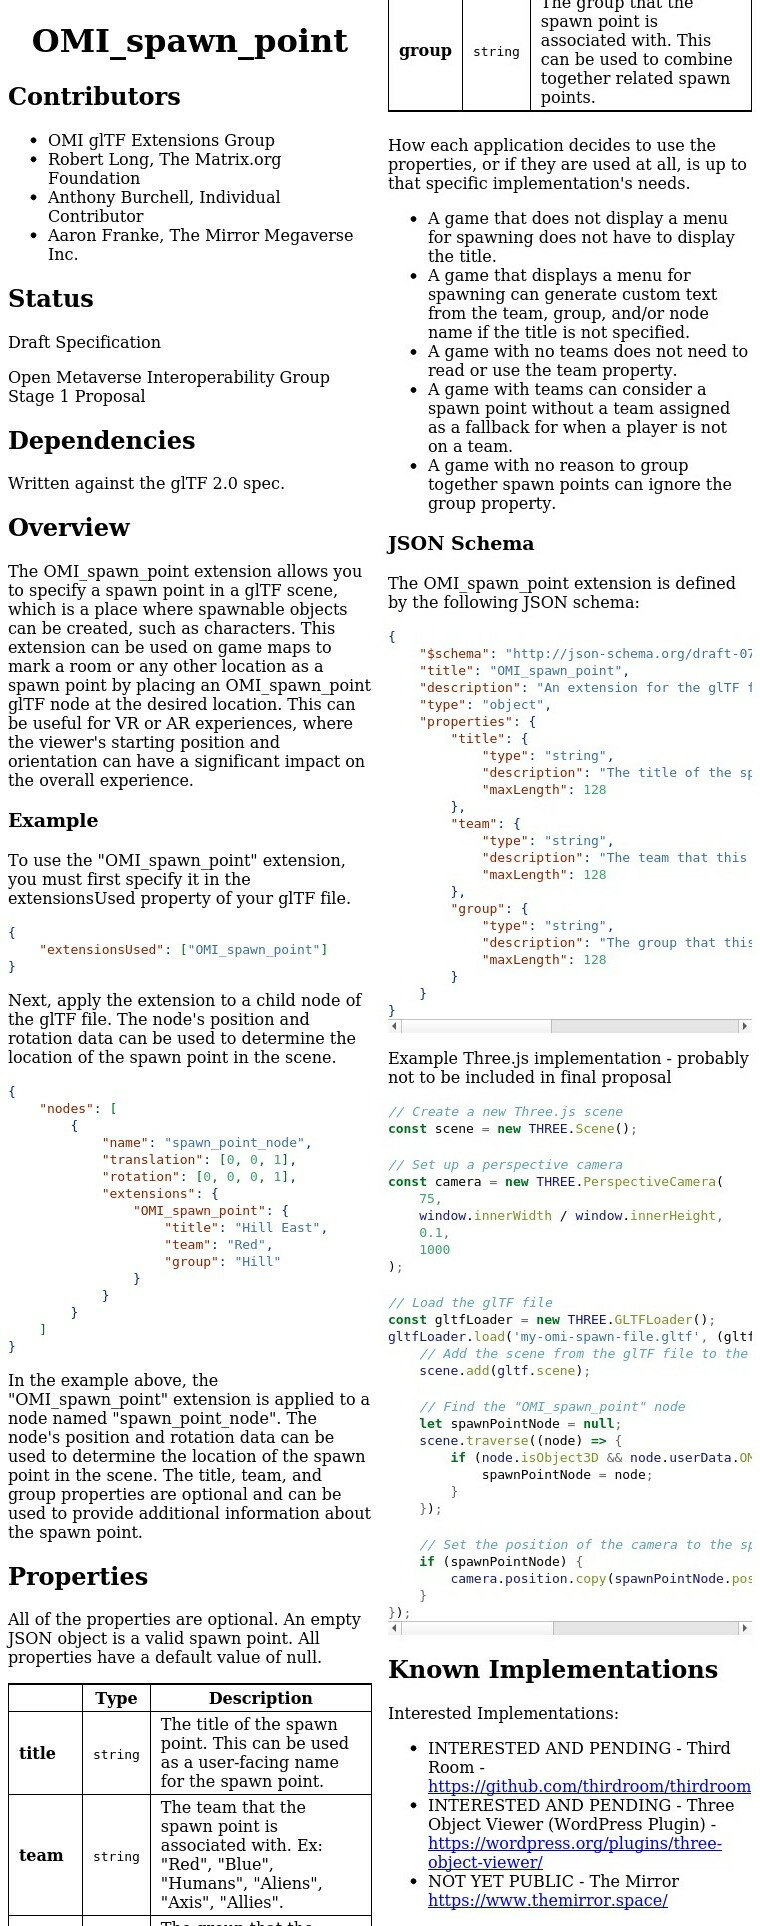 OMI_spawn_point
Contributors
• OMI glTF Extensions Group
• Robert Long, The Matrix.org
Foundation
• Anthony Burchell, Individual
Contributor
• Aaron Franke, The Mirror Megaverse
Inc.
Status
Draft Specification
Open Metaverse Interoperability Group
Stage 1 Proposal
Dependencies
Written against the glTF 2.0 spec.
Overview
The OMI_spawn_point extension allows you
to specify a spawn point in a glTF scene,
which is a place where spawnable objects
can be created, such as characters. This
extension can be used on game maps to
mark a room or any other location as a
spawn point by placing an OMI_spawn_point
glTF node at the desired location. This can
be useful for VR or AR experiences, where
the viewer's starting position and
orientation can have a significant impact on
the overall experience.
Example
To use the "OMI_spawn_point" extension,
you must first specify it in the
extensionsUsed property of your glTF file.
{
    "extensionsUsed": ["OMI_spawn_point"]
}
Next, apply the extension to a child node of
the glTF file. The node's position and
rotation data can be used to determine the
location of the spawn point in the scene.
{
    "nodes": [
        {
            "name": "spawn_point_node",
            "translation": [0, 0, 1],
            "rotation": [0, 0, 0, 1],
            "extensions": {
                "OMI_spawn_point": {
                    "title": "Hill East",
                    "team": "Red",
                    "group": "Hill"
                }
            }
        }
    ]
}
In the example above, the
"OMI_spawn_point" extension is applied to a
node named "spawn_point_node". The
node's position and rotation data can be
used to determine the location of the spawn
point in the scene. The title, team, and
group properties are optional and can be
used to provide additional information about
the spawn point.
Properties
All of the properties are optional. An empty
JSON object is a valid spawn point. All
properties have a default value of null.
Type Description
title string The title of the spawn
point. This can be used
as a user-facing name
for the spawn point.
team string The team that the
spawn point is
associated with. Ex:
"Red", "Blue",
"Humans", "Aliens",
"Axis", "Allies".
The group that the
spawn point is
group string associated with. This
can be used to combine
together related spawn
points.
How each application decides to use the
properties, or if they are used at all, is up to
that specific implementation's needs.
• A game that does not display a menu
for spawning does not have to display
the title.
• A game that displays a menu for
spawning can generate custom text
from the team, group, and/or node
name if the title is not specified.
• A game with no teams does not need to
read or use the team property.
• A game with teams can consider a
spawn point without a team assigned
as a fallback for when a player is not
on a team.
• A game with no reason to group
together spawn points can ignore the
group property.
JSON Schema
The OMI_spawn_point extension is defined
by the following JSON schema:
{
    "$schema": "http://json-schema.org/draft-07
    "title": "OMI_spawn_point",
    "description": "An extension for the glTF f
    "type": "object",
    "properties": {
        "title": {
            "type": "string",
            "description": "The title of the sp
            "maxLength": 128
        },
        "team": {
            "type": "string",
            "description": "The team that this
            "maxLength": 128
        },
        "group": {
            "type": "string",
            "description": "The group that this
            "maxLength": 128
        }
    }
}
Example Three.js implementation - probably
not to be included in final proposal
// Create a new Three.js scene
const scene = new THREE.Scene();
// Set up a perspective camera
const camera = new THREE.PerspectiveCamera(
    75,
    window.innerWidth / window.innerHeight,
    0.1,
    1000
);
// Load the glTF file
const gltfLoader = new THREE.GLTFLoader();
gltfLoader.load('my-omi-spawn-file.gltf', (gltf
    // Add the scene from the glTF file to the
    scene.add(gltf.scene);
    // Find the "OMI_spawn_point" node
    let spawnPointNode = null;
    scene.traverse((node) => {
        if (node.isObject3D && node.userData.OM
            spawnPointNode = node;
        }
    });
    // Set the position of the camera to the sp
    if (spawnPointNode) {
        camera.position.copy(spawnPointNode.pos
    }
});
Known Implementations
Interested Implementations:
• INTERESTED AND PENDING - Third
Room -
https://github.com/thirdroom/thirdroom
• INTERESTED AND PENDING - Three
Object Viewer (WordPress Plugin) -
https://wordpress.org/plugins/three-
object-viewer/
• NOT YET PUBLIC - The Mirror
https://www.themirror.space/